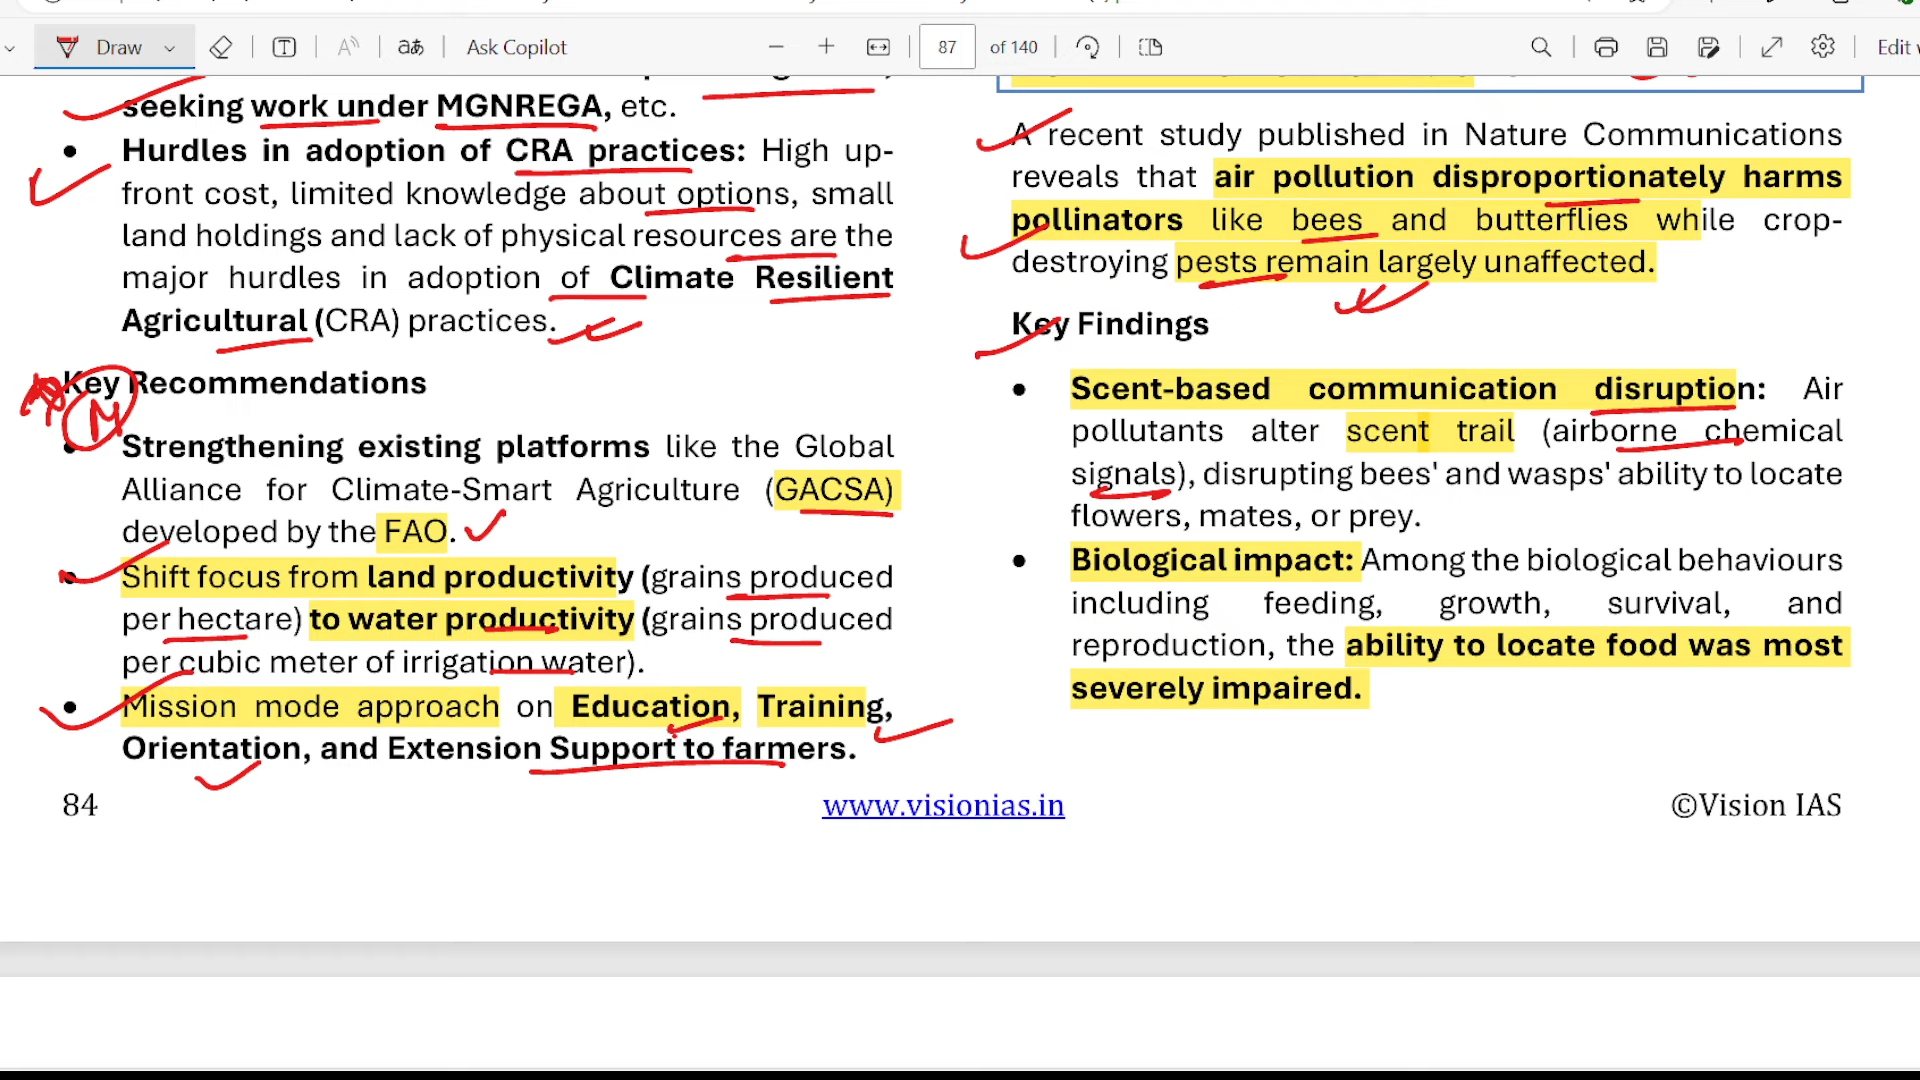 Draw
Ask Copilot
87 of 140
Edit
seeking work under MGNREGA, etc.
• Hurdles in adoption of CRA practices: High up-
front cost, limited knowledge about options, small
land holdings and lack of physical resources are the
major hurdles in adoption of Climate Resilient
Agricultural (CRA) practices.
Key Recommendations
• Strengthening existing platforms like the Global
Alliance for Climate-Smart Agriculture (GACSA)
developed by the FAO.
• Shift focus from land productivity (grains produced
per hectare) to water productivity (grains produced
per cubic meter of irrigation water).
• Mission mode approach on Education, Training,
Orientation, and Extension Support to farmers.
A recent study published in Nature Communications
reveals that air pollution disproportionately harms
pollinators like bees and butterflies while crop-
destroying pests remain largely unaffected.
Key Findings
• Scent-based communication disruption: Air
pollutants alter scent trail (airborne chemical
signals), disrupting bees' and wasps' ability to locate
flowers, mates, or prey.
• Biological impact: Among the biological behaviours
including feeding, growth, survival, and
reproduction, the ability to locate food was most
severely impaired.
84
www.visionias.in
©Vision IAS